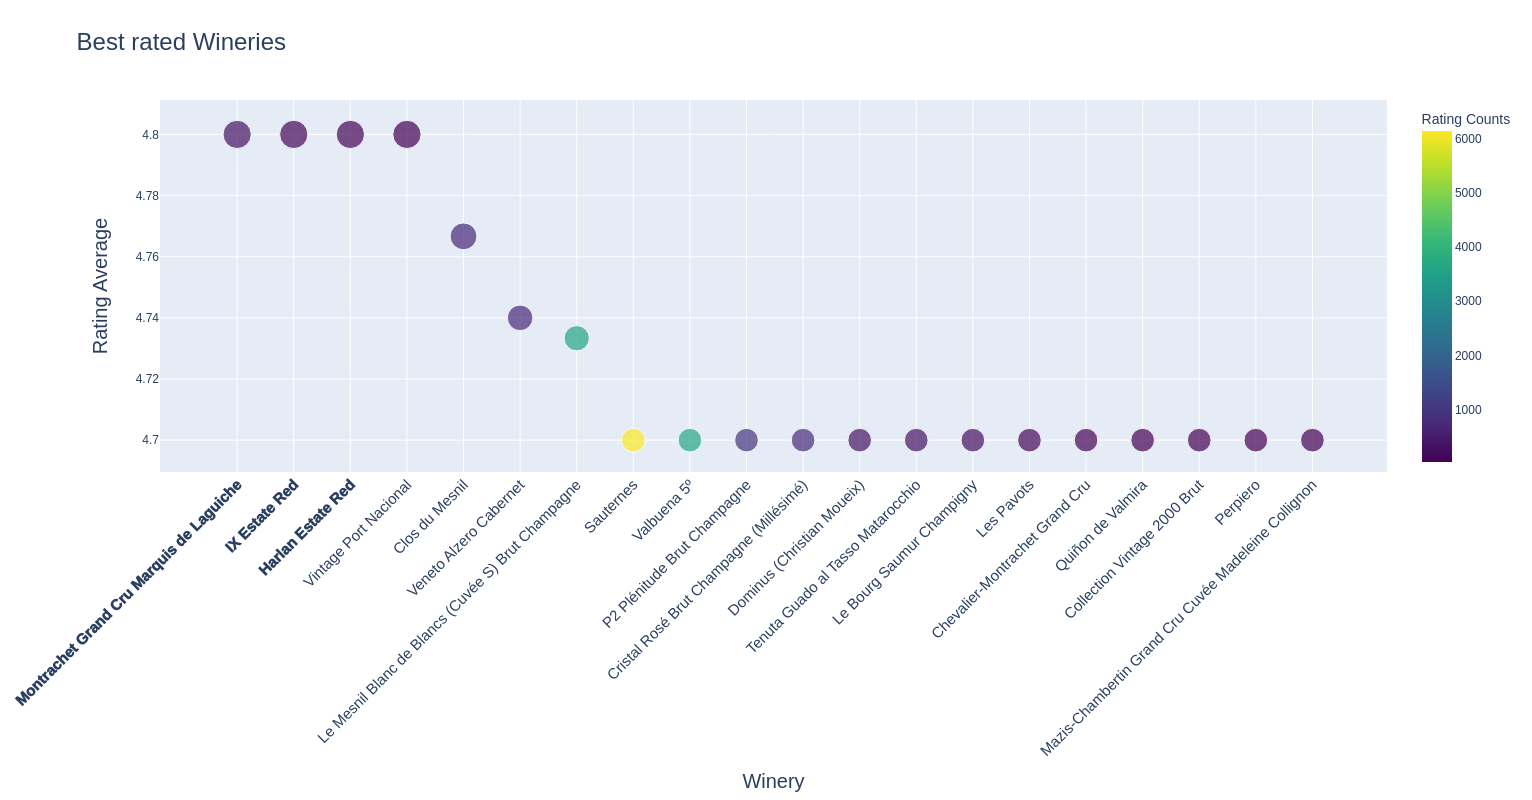 Best rated Wineries
Rating Average
4.8
4.78
4.76
4.74
4.72
4.7
Montrachet Grand Cru Marquis de Laguiche
IX Estate Red
Harlan Estate Red
Vintage Port Nacional
Clos du Mesnil
Veneto Alzero Cabernet
Le Mesnil Blanc de Blancs (Cuvée S) Brut Champagne
Sauternes
Valbuena 5º
P2 Plénitude Brut Champagne
Cristal Rosé Brut Champagne (Millésimé)
Dominus (Christian Moueix)
Tenuta Guado al Tasso Matarocchio
Le Bourg Saumur Champigny
Les Pavots
Chevalier-Montrachet Grand Cru
Quiñon de Valmira
Collection Vintage 2000 Brut
Perpiero
Mazis-Chambertin Grand Cru Cuvée Madeleine Collignon
Winery
Rating Counts
6000
5000
4000
3000
2000
1000